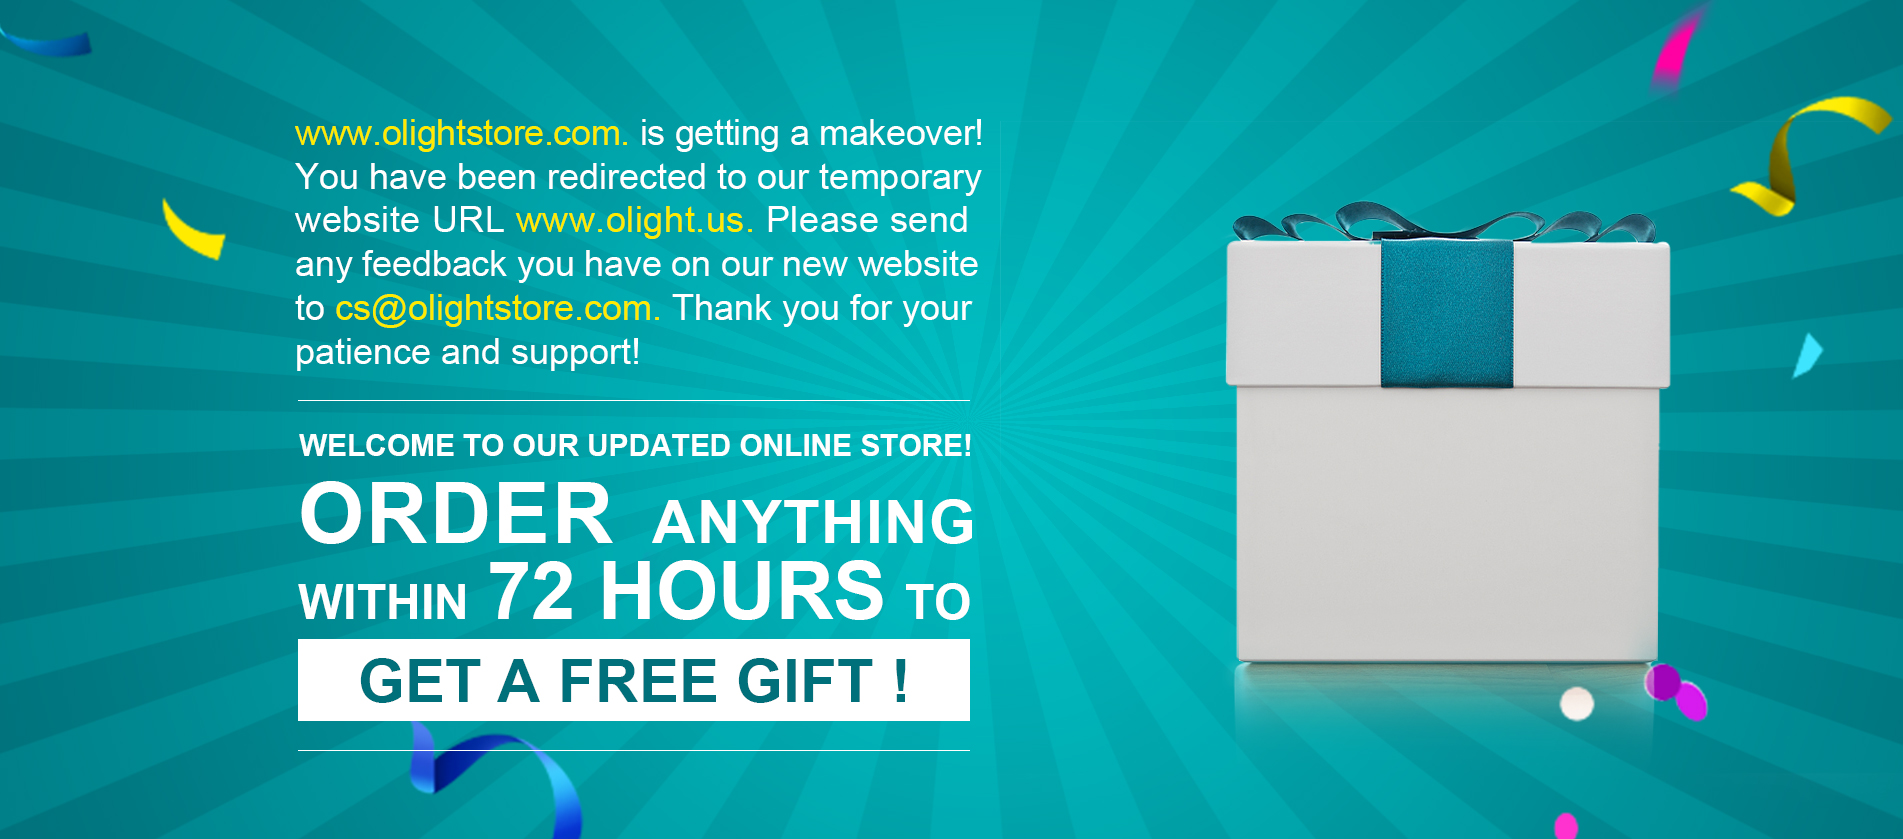 www.olightstore.com. is getting a makeover!
You have been redirected to our temporary
website URL www.olight.us. Please send
any feedback you have on our new website
to cs@olightstore.com. Thank you for your
patience and support!
WELCOME TO OUR UPDATED ONLINE STORE!
ORDER ANYTHING
WITHIN 72 HOURS TO
GET A FREE GIFT !